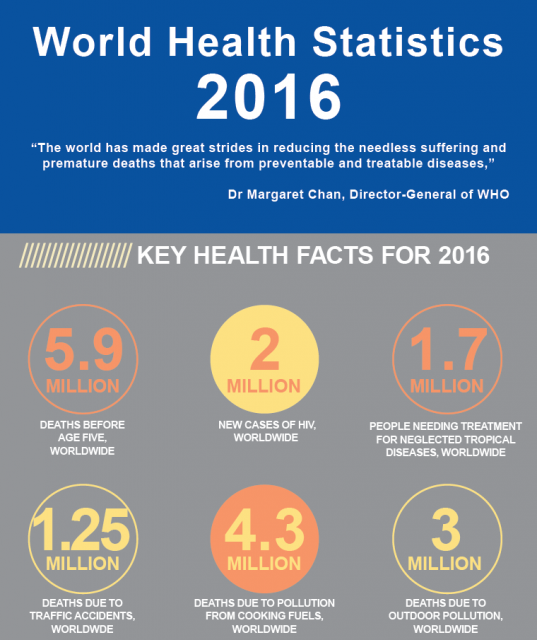 World Health Statistics
2016
“The world has made great strides in reducing the needless suffering and
premature deaths that arise from preventable and treatable diseases,”
Dr Margaret Chan, Director-General of WHO
KEY HEALTH FACTS FOR 2016
5.9
MILLION
DEATHS BEFORE
AGE FIVE,
WORLDWIDE
2
MILLION
NEW CASES OF HIV,
WORLDWIDE
1.7
MILLION
PEOPLE NEEDING TREATMENT
FOR NEGLECTED TROPICAL
DISEASES, WORLDWIDE
1.25
MILLION
DEATHS DUE TO
TRAFFIC ACCIDENTS,
WORLDWDE
4.3
MILLION
DEATHS DUE TO POLLUTION
FROM COOKING FUELS,
WORLDWIDE
3
MILLION
DEATHS DUE TO
OUTDOOR POLLUTION,
WORLDWIDE